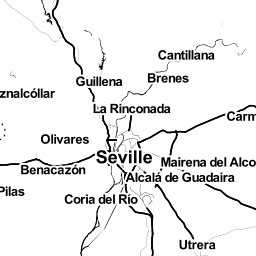 Cantillana
Guillena
Brenes
znalcóllar
La Rinconada
Carm
Olivares
Seville
Mairena del Alco
Benacazón
Alcalá de Guadaira
Pilas
Coria del Río
Utrera